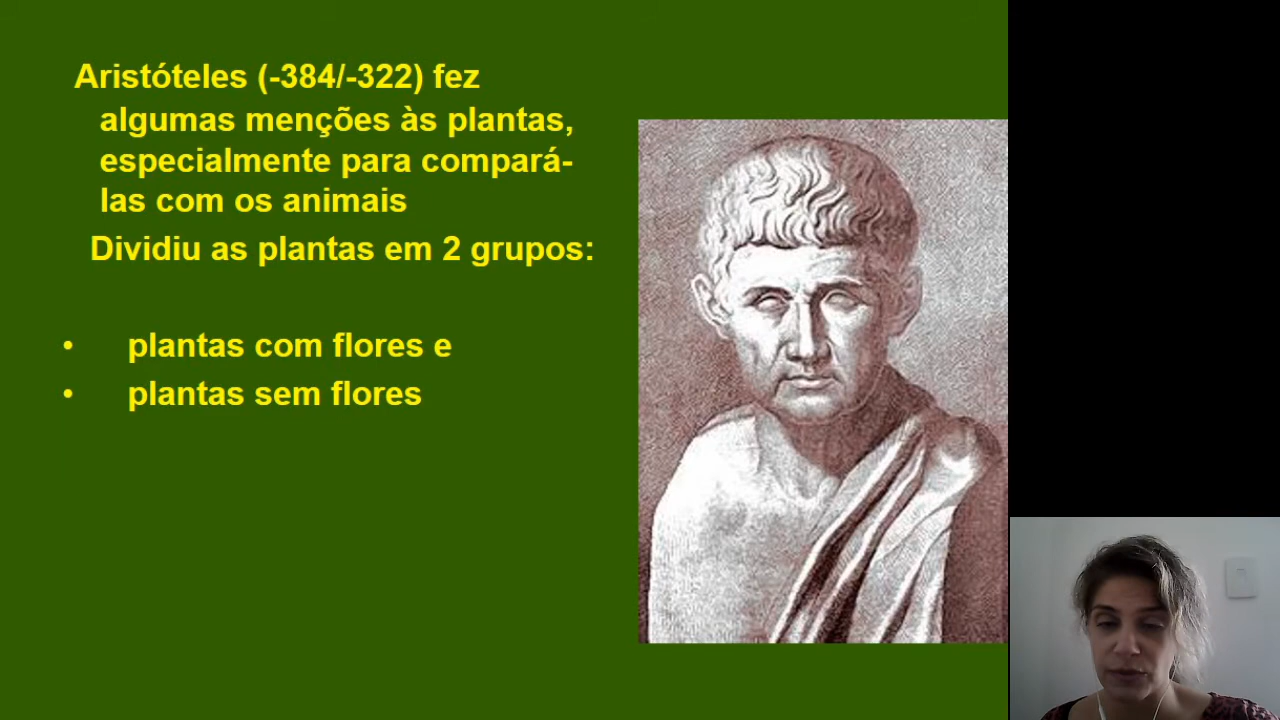 Aristóteles (-384/-322) fez
algumas menções às plantas,
especialmente para compará-
las com os animais
Dividiu as plantas em 2 grupos:
• plantas com flores e
• plantas sem flores